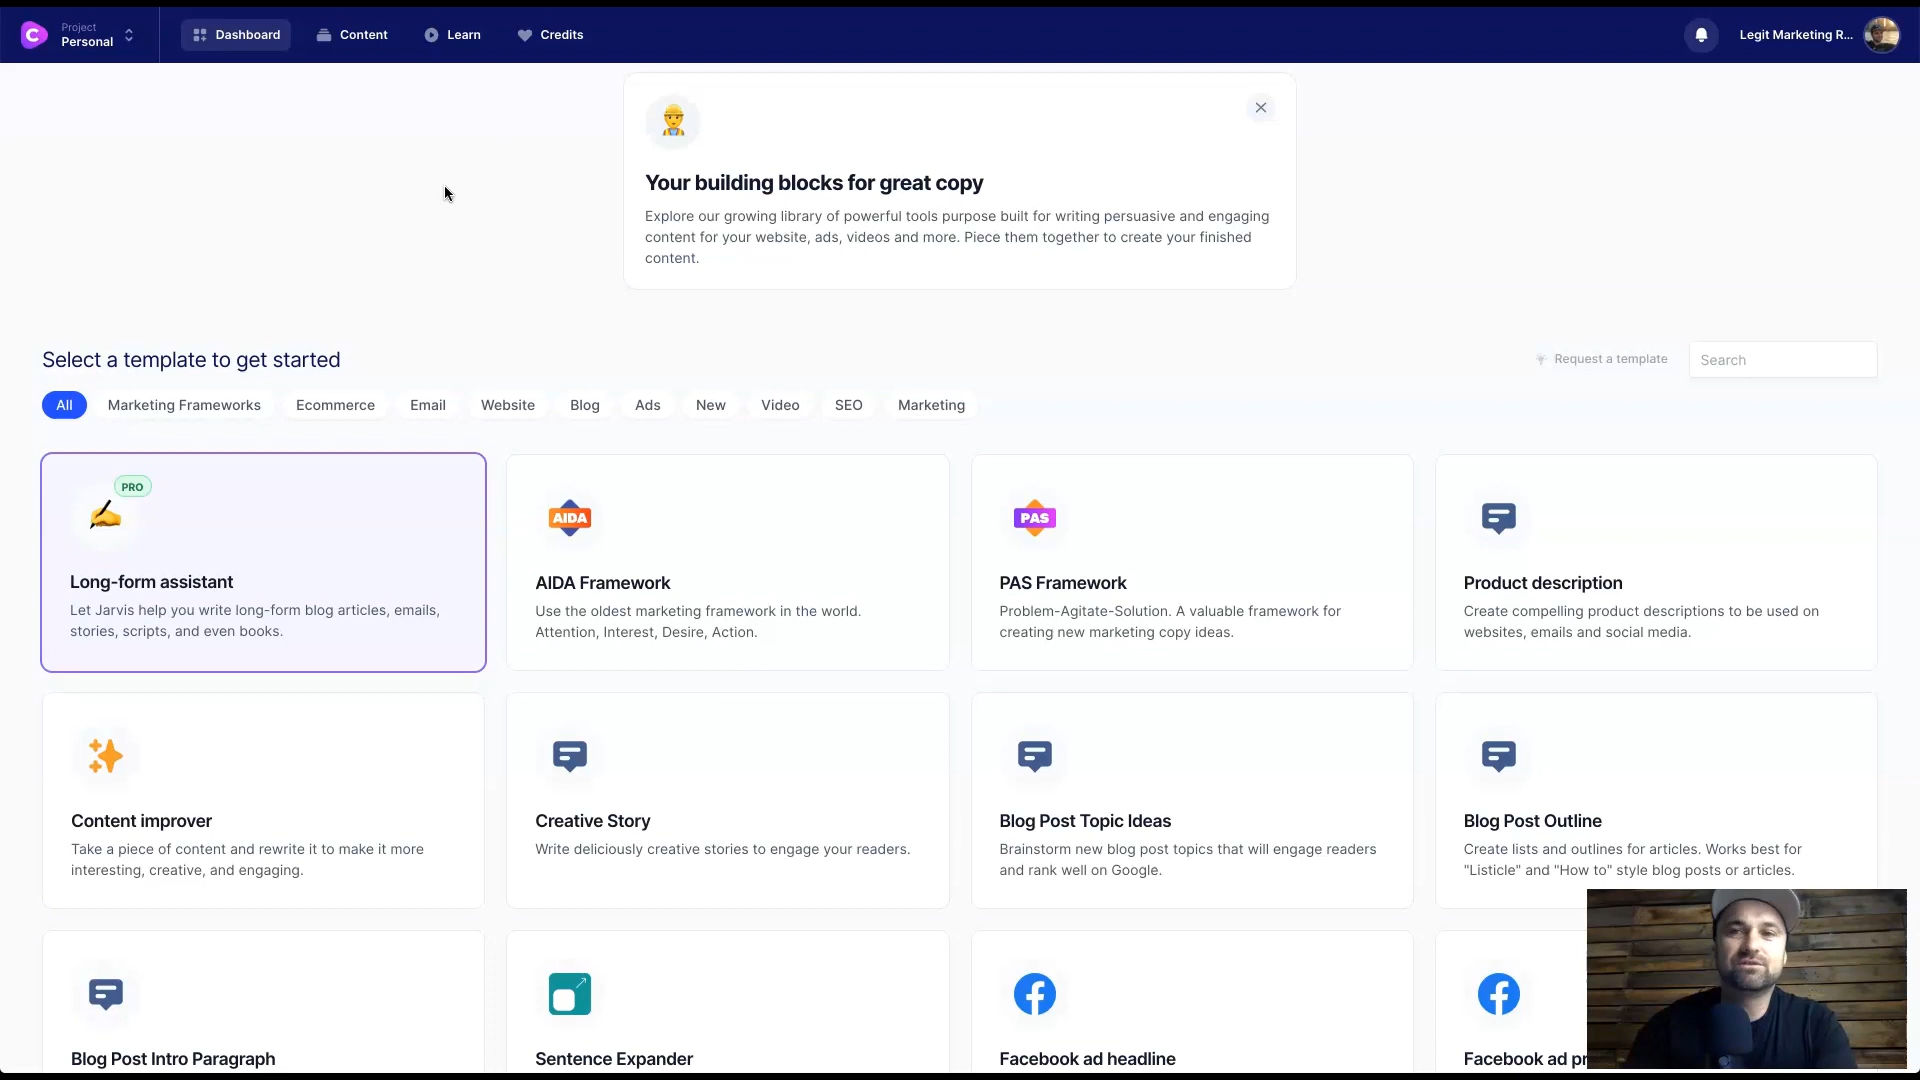 Project
Personal
Dashboard
Content
Learn
Credits
Legit Marketing R...
Your building blocks for great copy
Explore our growing library of powerful tools purpose built for writing persuasive and engaging
content for your website, ads, videos and more. Piece them together to create your finished
content.
Select a template to get started
Request a template
Search
All
Marketing Frameworks
Ecommerce
Email
Website
Blog
Ads
New
Video
SEO
Marketing
PRO
Long-form assistant
Let Jarvis help you write long-form blog articles, emails,
stories, scripts, and even books.
AIDA
AIDA Framework
Use the oldest marketing framework in the world.
Attention, Interest, Desire, Action.
PAS
PAS Framework
Problem-Agitate-Solution. A valuable framework for
creating new marketing copy ideas.
Product description
Create compelling product descriptions to be used on
websites, emails and social media.
Content improver
Take a piece of content and rewrite it to make it more
interesting, creative, and engaging.
Creative Story
Write deliciously creative stories to engage your readers.
Blog Post Topic Ideas
Brainstorm new blog post topics that will engage readers
and rank well on Google.
Blog Post Outline
Create lists and outlines for articles. Works best for
"Listicle" and "How to" style blog posts or articles.
Blog Post Intro Paragraph
Sentence Expander
Facebook ad headline
Facebook ad pr